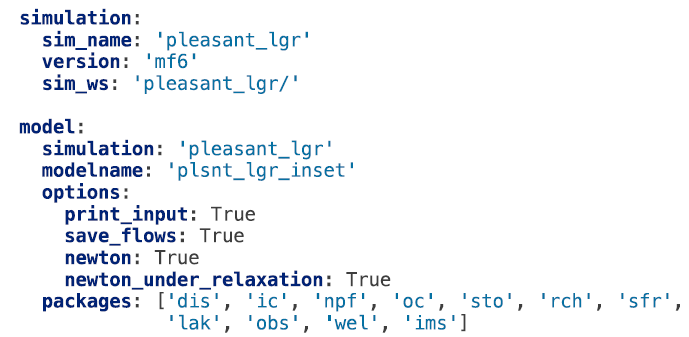 simulation:
  sim_name: 'pleasant_lgr'
  version: 'mf6'
  sim_ws: 'pleasant_lgr/'

model:
  simulation: 'pleasant_lgr'
  modelname: 'plsnt_lgr_inset'
  options:
    print_input: True
    save_flows: True
    newton: True
    newton_under_relaxation: True
  packages: ['dis', 'ic', 'npf', 'oc', 'sto', 'rch', 'sfr',
             'lak', 'obs', 'wel', 'ims']